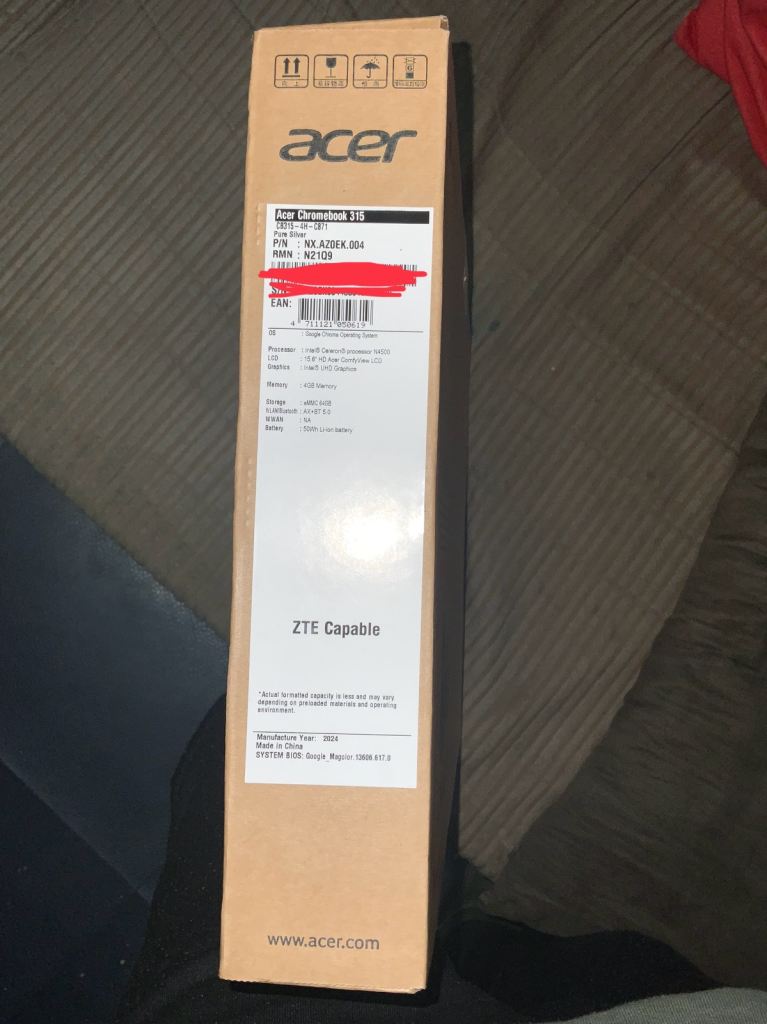 向上
acer
Acer Chromebook 315
CB315-4H-C871
Pure Silver
P/N : NX.AZ0EK.004
RMN : N21Q9
EAN:
4 711121 050619
OS : Google Chrome Operating System
Processor : Intel® Celeron® processor N4500
LCD : 15.6" HD Acer ComfyView LCD
Graphics : Intel® UHD Graphics
Memory : 4GB Memory
Storage : eMMC 64GB
WLAN/Bluetooth : AX+BT 5.0
WWAN : NA
Battery : 50Wh Li-ion battery
ZTE Capable
*Actual formatted capacity is less and may vary
depending on preloaded materials and operating
environment.
Manufacture Year: 2024
Made in China
SYSTEM BIOS: Google_Magolor.13606.617.0
www.acer.com